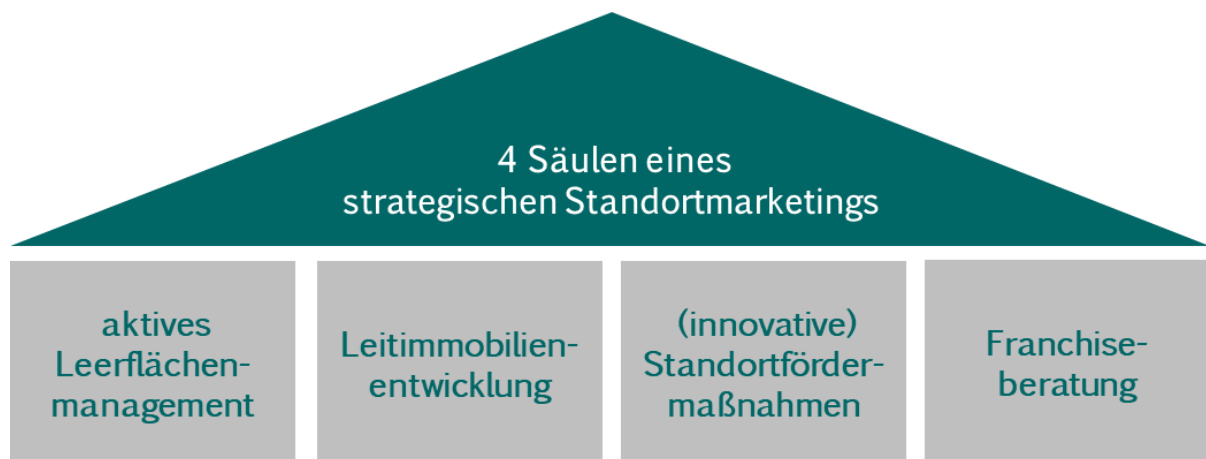 4 Säulen eines
strategischen Standortmarketings
aktives
Leerflächen-
management
Leitimmobilien-
entwicklung
(innovative)
Standortförder-
maßnahmen
Franchise-
beratung